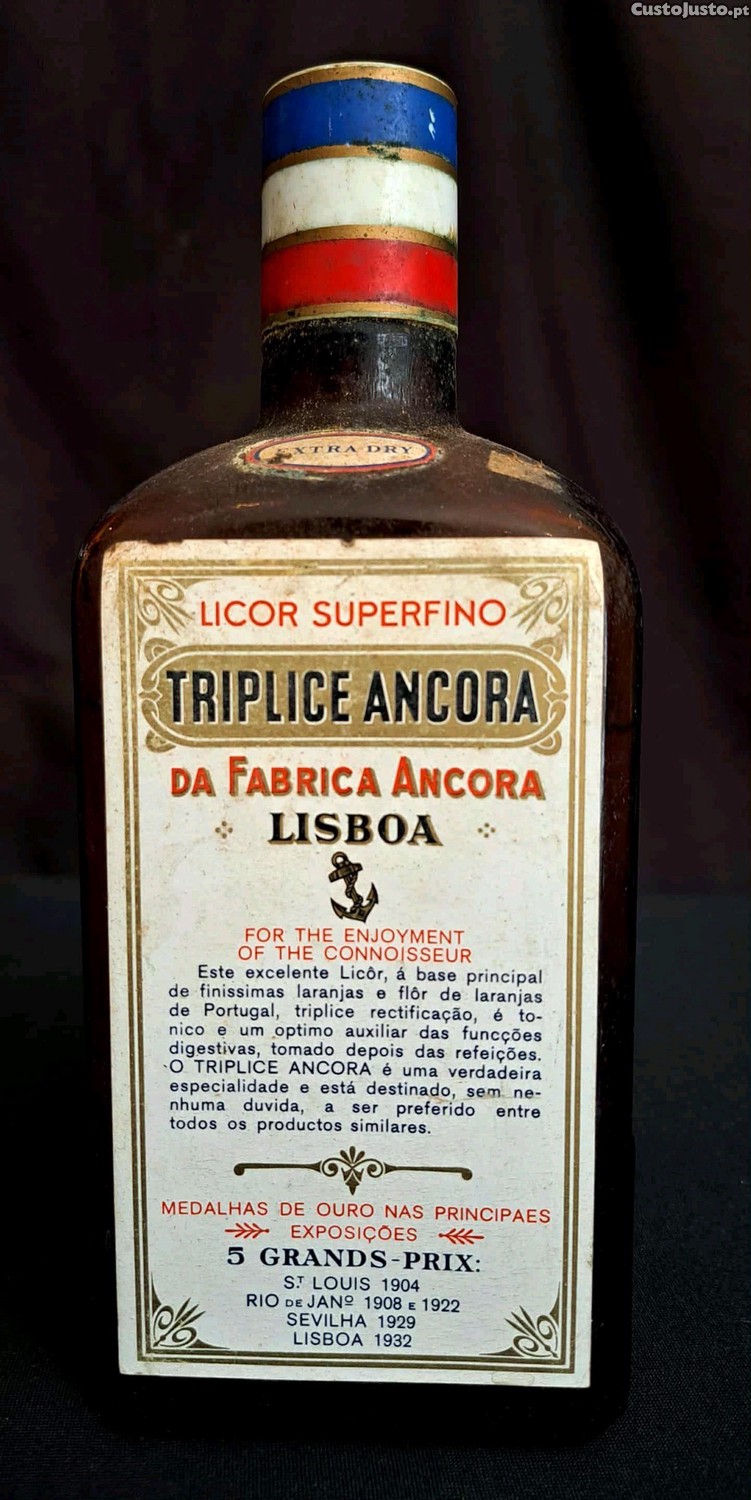 CustoJusto.pt
EXTRA DRY
LICOR SUPERFINO
TRIPLICE ANCORA
DA FABRICA ANCORA
LISBOA
FOR THE ENJOYMENT
OF THE CONNOISSEUR
Este excelente Licôr, á base principal
de finissimas laranjas e flôr de laranjas
de Portugal, triplice rectificação, é to-
nico e um optimo auxiliar das funcções
digestivas, tomado depois das refeições.
O TRIPLICE ANCORA é uma verdadeira
especialidade e está destinado, sem ne-
nhuma duvida, a ser preferido entre
todos os productos similares.
MEDALHAS DE OURO NAS PRINCIPAES
EXPOSIÇÕES
5 GRANDS-PRIX:
S.T LOUIS 1904
RIO DE JANº 1908 E 1922
SEVILHA 1929
LISBOA 1932